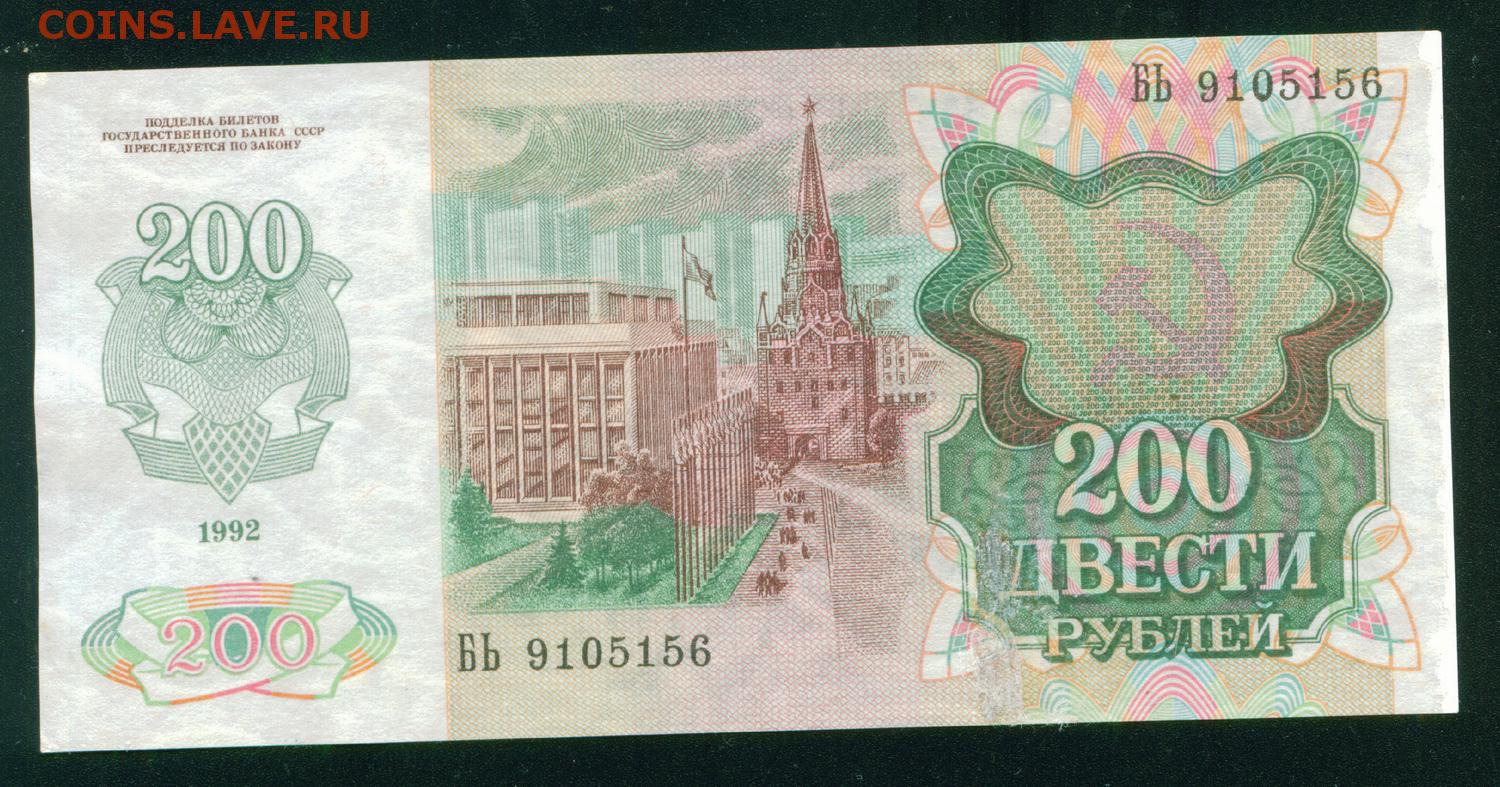 COINS.LAVE.RU
БЬ 9105156
ПОДДЕЛКА БИЛЕТОВ
ГОСУДАРСТВЕННОГО БАНКА СССР
ПРЕСЛЕДУЕТСЯ ПО ЗАКОНУ
200
1992
200
БЬ 9105156
200
ДВЕСТИ
РУБЛЕЙ